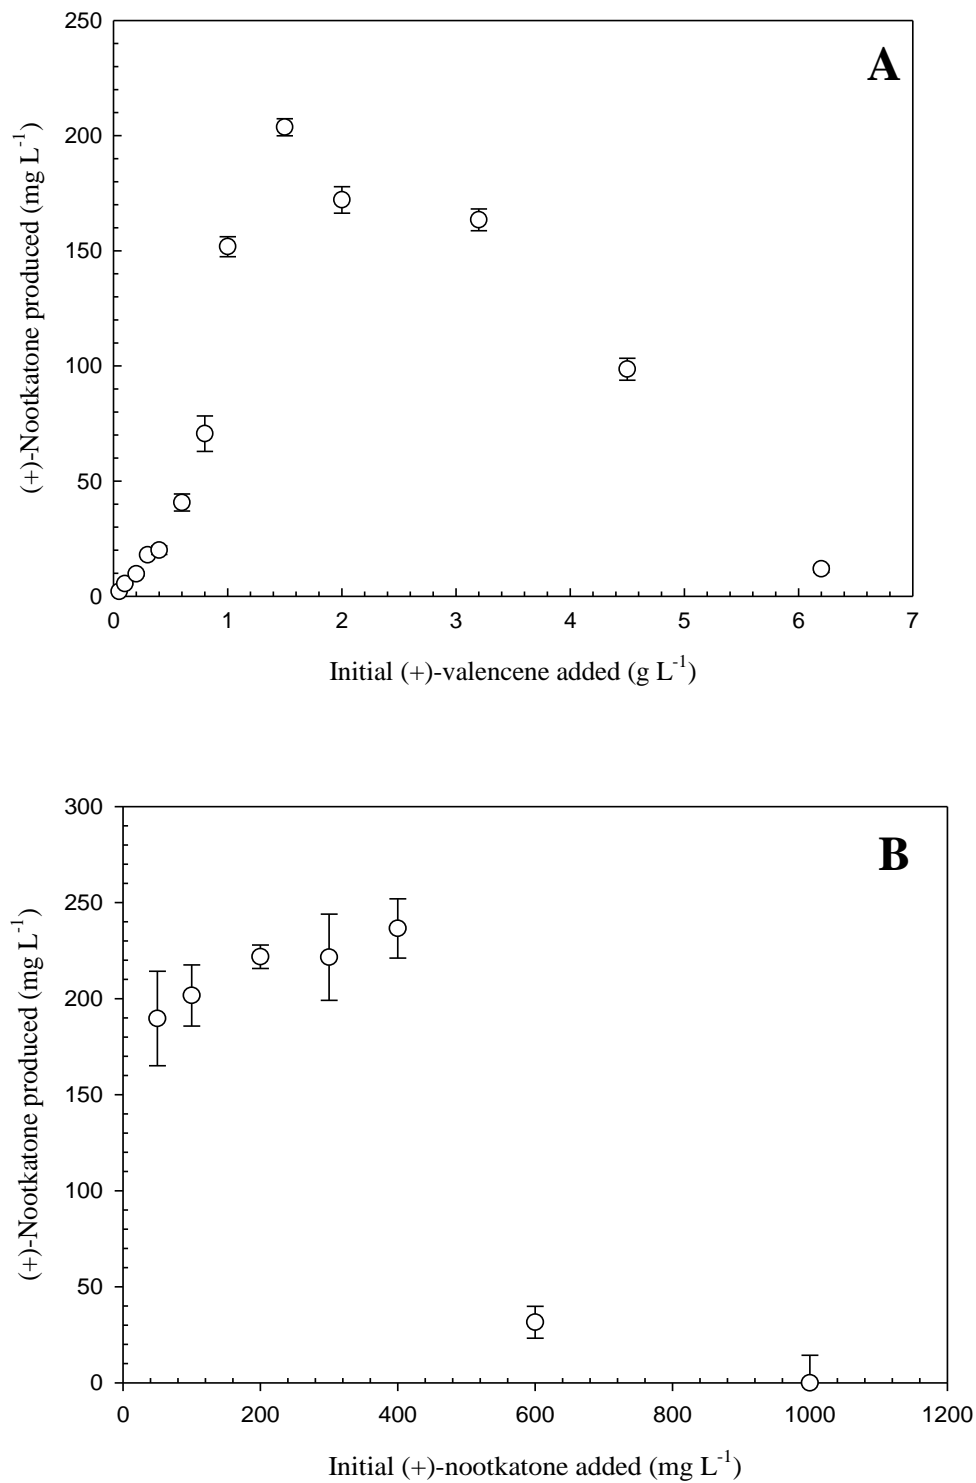 250
A
200
150
100
50
0
0 1 2 3 4 5 6 7
(+)-Nootkatone produced (mg L⁻¹)
Initial (+)-valencene added (g L⁻¹)
300
B
250
200
150
100
50
0
0 200 400 600 800 1000 1200
(+)-Nootkatone produced (mg L⁻¹)
Initial (+)-nootkatone added (mg L⁻¹)